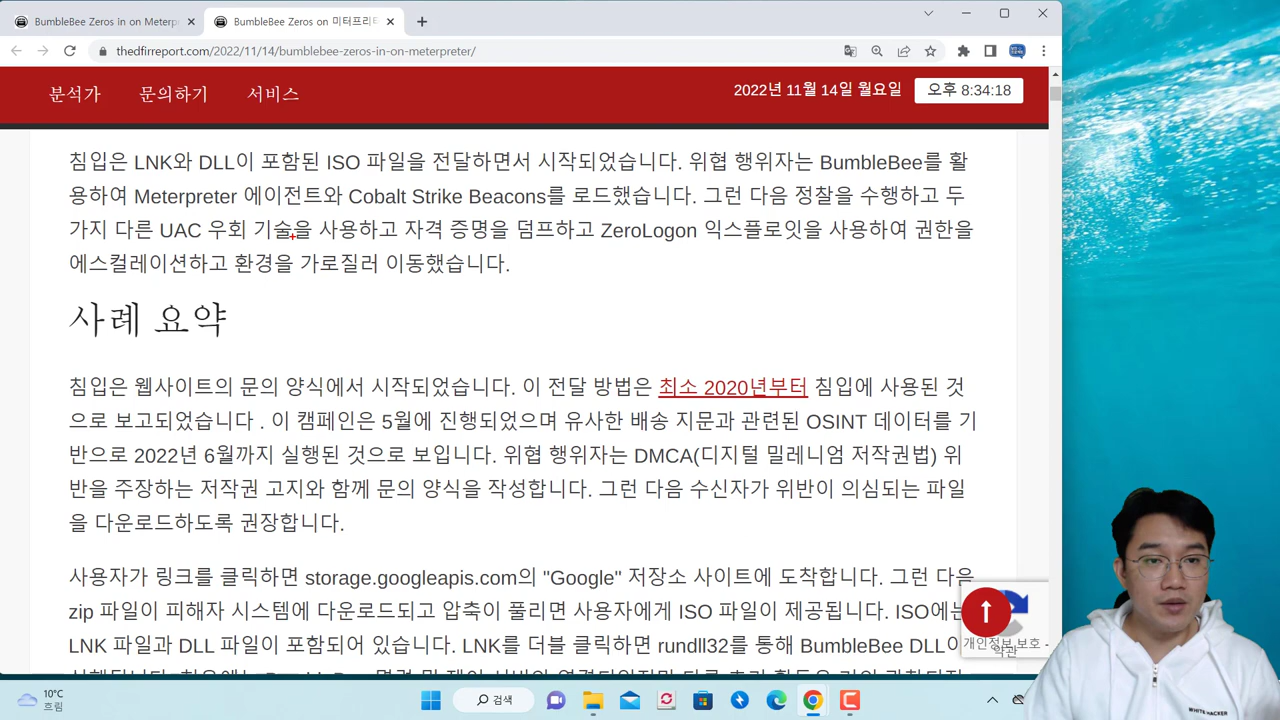 BumbleBee Zeros in on Meterp
BumbleBee Zeros on 미터프리터
thedfirreport.com/2022/11/14/bumblebee-zeros-in-on-meterpreter/
분석가 문의하기 서비스 2022년 11월 14일 월요일 오후 8:34:18
침입은 LNK와 DLL이 포함된 ISO 파일을 전달하면서 시작되었습니다. 위협 행위자는 BumbleBee를 활
용하여 Meterpreter 에이전트와 Cobalt Strike Beacons를 로드했습니다. 그런 다음 정찰을 수행하고 두
가지 다른 UAC 우회 기술을 사용하고 자격 증명을 덤프하고 ZeroLogon 익스플로잇을 사용하여 권한을
에스컬레이션하고 환경을 가로질러 이동했습니다.
사례 요약
침입은 웹사이트의 문의 양식에서 시작되었습니다. 이 전달 방법은 최소 2020년부터 침입에 사용된 것
으로 보고되었습니다 . 이 캠페인은 5월에 진행되었으며 유사한 배송 지문과 관련된 OSINT 데이터를 기
반으로 2022년 6월까지 실행된 것으로 보입니다. 위협 행위자는 DMCA(디지털 밀레니엄 저작권법) 위
반을 주장하는 저작권 고지와 함께 문의 양식을 작성합니다. 그런 다음 수신자가 위반이 의심되는 파일
을 다운로드하도록 권장합니다.
사용자가 링크를 클릭하면 storage.googleapis.com의 "Google" 저장소 사이트에 도착합니다. 그런 다음
zip 파일이 피해자 시스템에 다운로드되고 압축이 풀리면 사용자에게 ISO 파일이 제공됩니다. ISO에는
LNK 파일과 DLL 파일이 포함되어 있습니다. LNK를 더블 클릭하면 rundll32를 통해 BumbleBee DLL이
개인정보 보호 -
약관
10°C
흐림
검색
WHITE HACKER